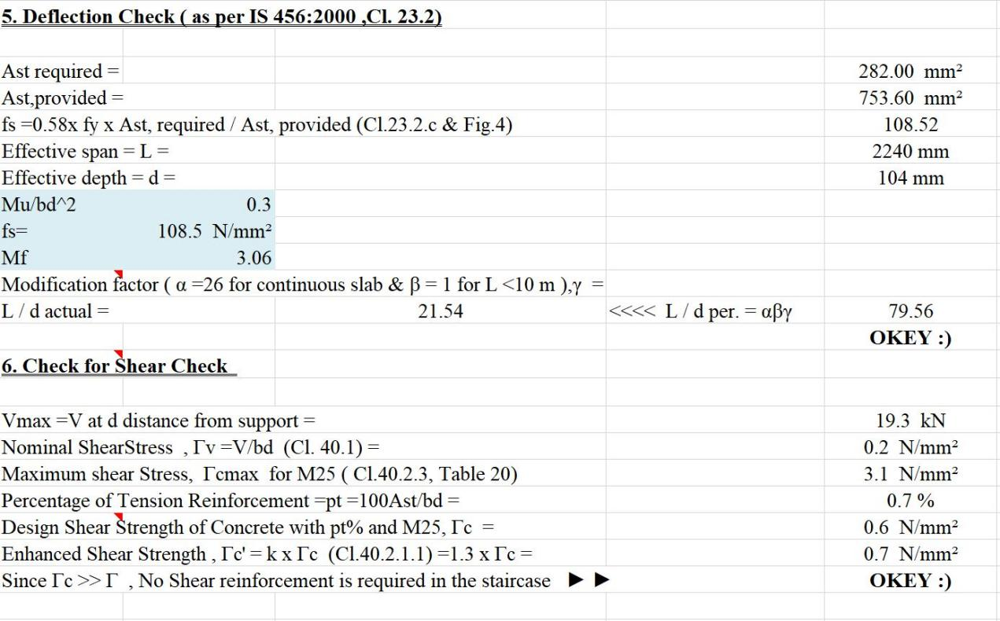 5. Deflection Check ( as per IS 456:2000 ,Cl. 23.2)
Ast required = 282.00 mm²
Ast,provided = 753.60 mm²
fs =0.58x fy x Ast, required / Ast, provided (Cl.23.2.c & Fig.4) 108.52
Effective span = L = 2240 mm
Effective depth = d = 104 mm
Mu/bd^2 0.3
fs= 108.5 N/mm²
Mf 3.06
Modification factor ( α =26 for continuous slab & β = 1 for L <10 m ),γ =
L / d actual = 21.54 <<<< L / d per. = αβγ 79.56
OKEY :)
6. Check for Shear Check
Vmax =V at d distance from support = 19.3 kN
Nominal ShearStress , Γv =V/bd (Cl. 40.1) = 0.2 N/mm²
Maximum shear Stress, Γcmax for M25 ( Cl.40.2.3, Table 20) 3.1 N/mm²
Percentage of Tension Reinforcement =pt =100Ast/bd = 0.7 %
Design Shear Strength of Concrete with pt% and M25, Γc = 0.6 N/mm²
Enhanced Shear Strength , Γc' = k x Γc (Cl.40.2.1.1) =1.3 x Γc = 0.7 N/mm²
Since Γc >> Γ , No Shear reinforcement is required in the staircase ► ► OKEY :)